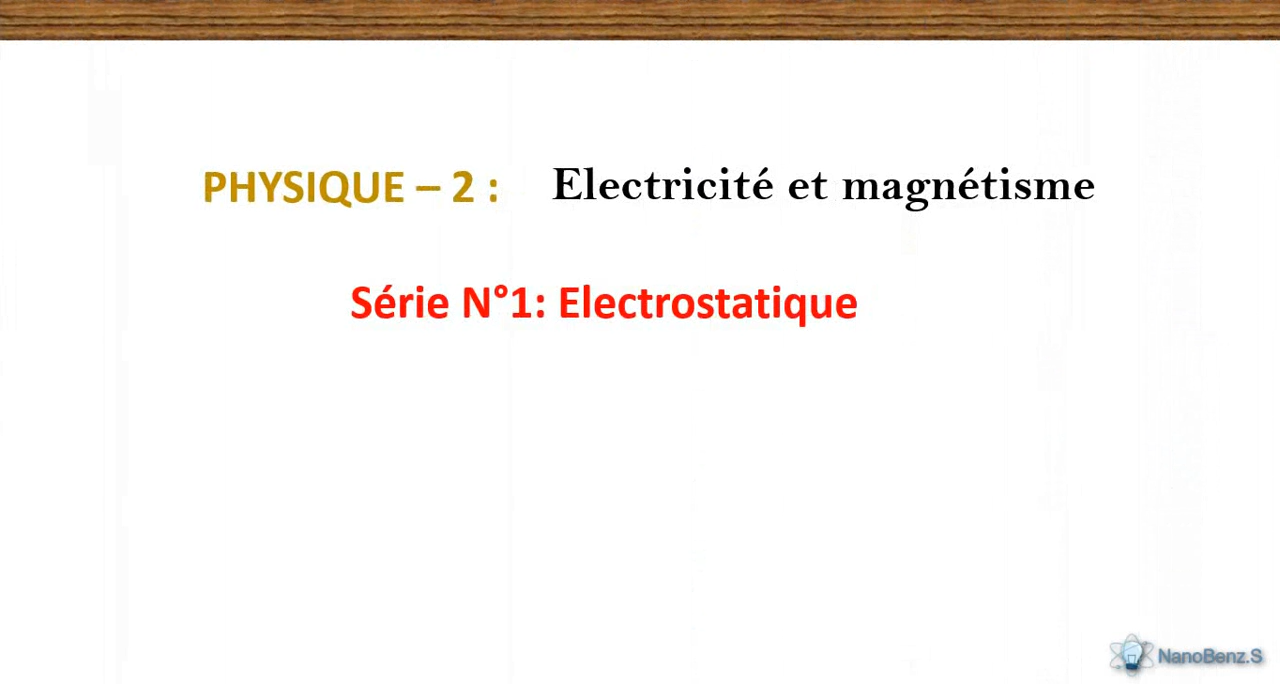 PHYSIQUE – 2 : Electricité et magnétisme
Série N°1: Electrostatique
NanoBenz.S